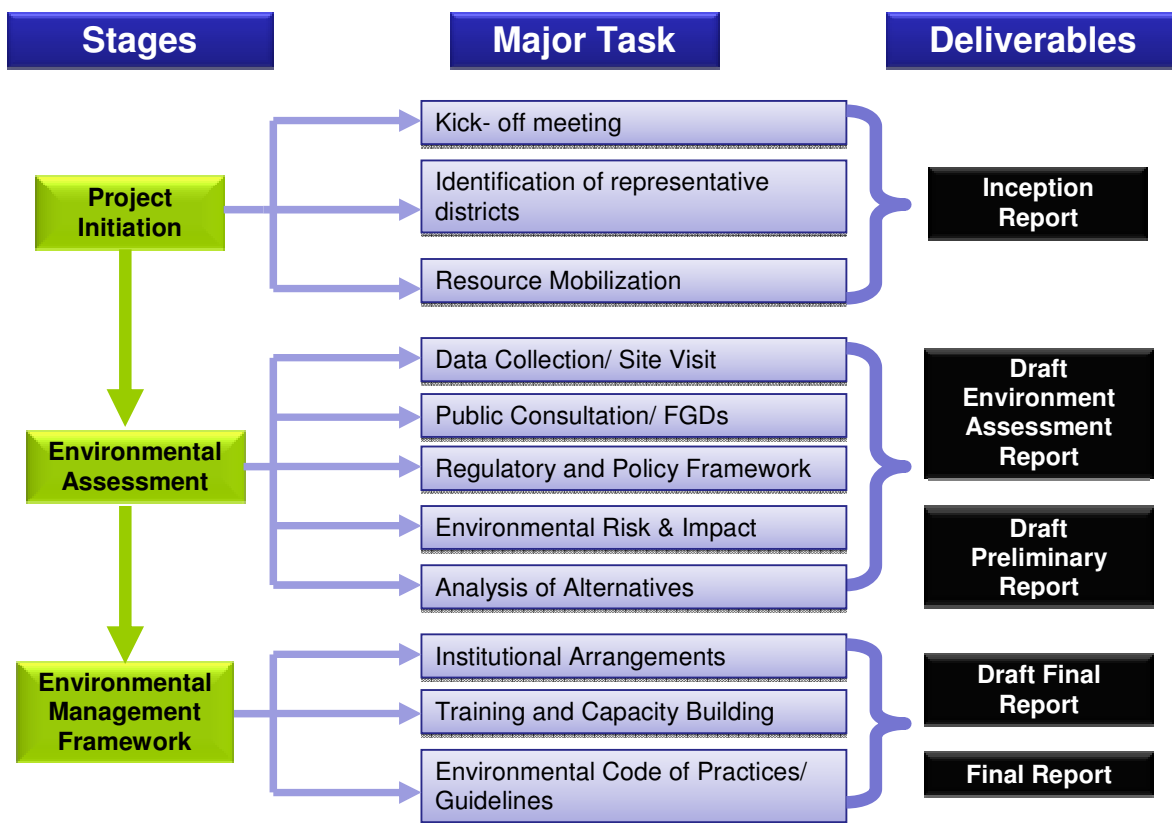 Stages
Major Task
Deliverables
Project
Initiation
Kick- off meeting
Identification of representative
districts
Resource Mobilization
Inception
Report
Environmental
Assessment
Data Collection/ Site Visit
Public Consultation/ FGDs
Regulatory and Policy Framework
Environmental Risk & Impact
Analysis of Alternatives
Draft
Environment
Assessment
Report
Draft
Preliminary
Report
Environmental
Management
Framework
Institutional Arrangements
Training and Capacity Building
Environmental Code of Practices/
Guidelines
Draft Final
Report
Final Report